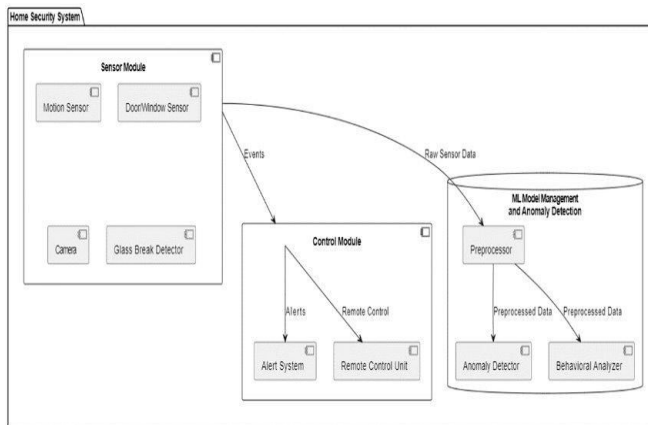 Home Security System
Sensor Module
Motion Sensor
Door/Window Sensor
Camera
Glass Break Detector
Events
Raw Sensor Data
Control Module
Alerts
Remote Control
Alert System
Remote Control Unit
ML Model Management
and Anomaly Detection
Preprocessor
Preprocessed Data
Preprocessed Data
Anomaly Detector
Behavioral Analyzer